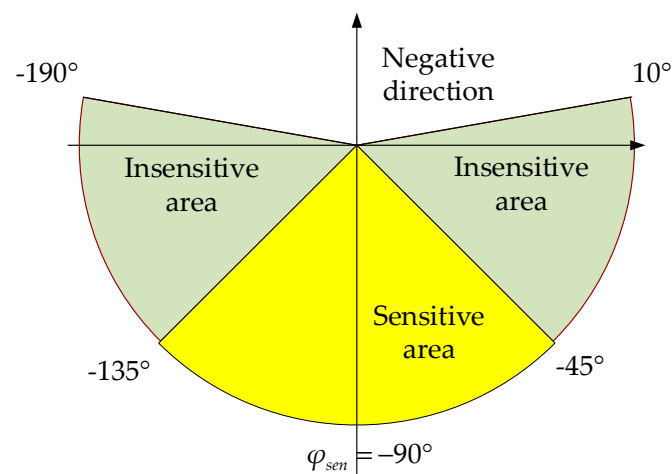 Negative
direction
-190°
10°
Insensitive
area
Insensitive
area
Sensitive
area
-135°
-45°
φsen = –90°